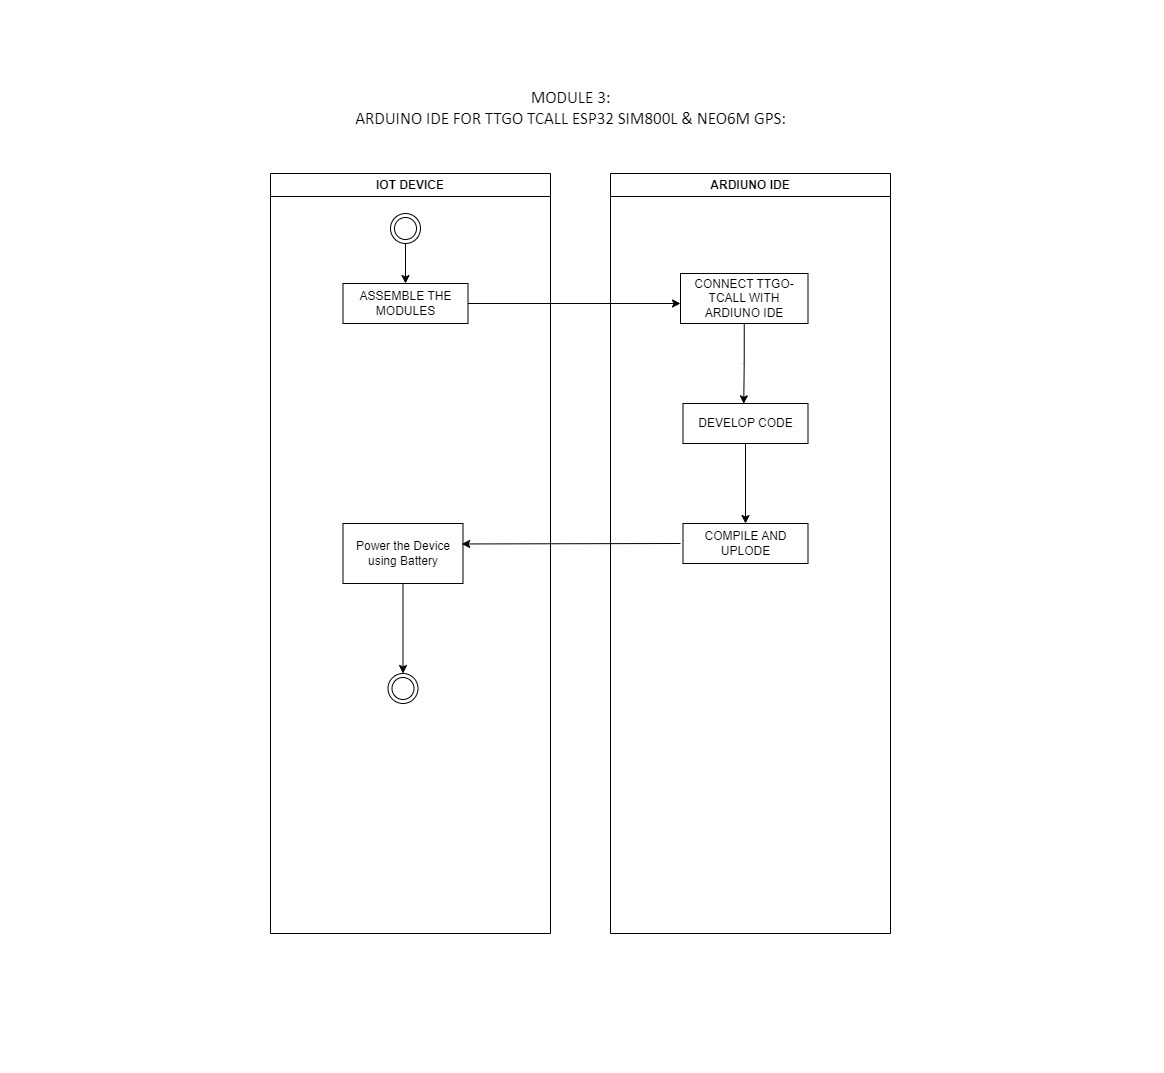 MODULE 3:
ARDUINO IDE FOR TTGO TCALL ESP32 SIM800L & NEO6M GPS:
IOT DEVICE
ARDIUNO IDE
ASSEMBLE THE
MODULES
CONNECT TTGO-
TCALL WITH
ARDIUNO IDE
DEVELOP CODE
COMPILE AND
UPLODE
Power the Device
using Battery